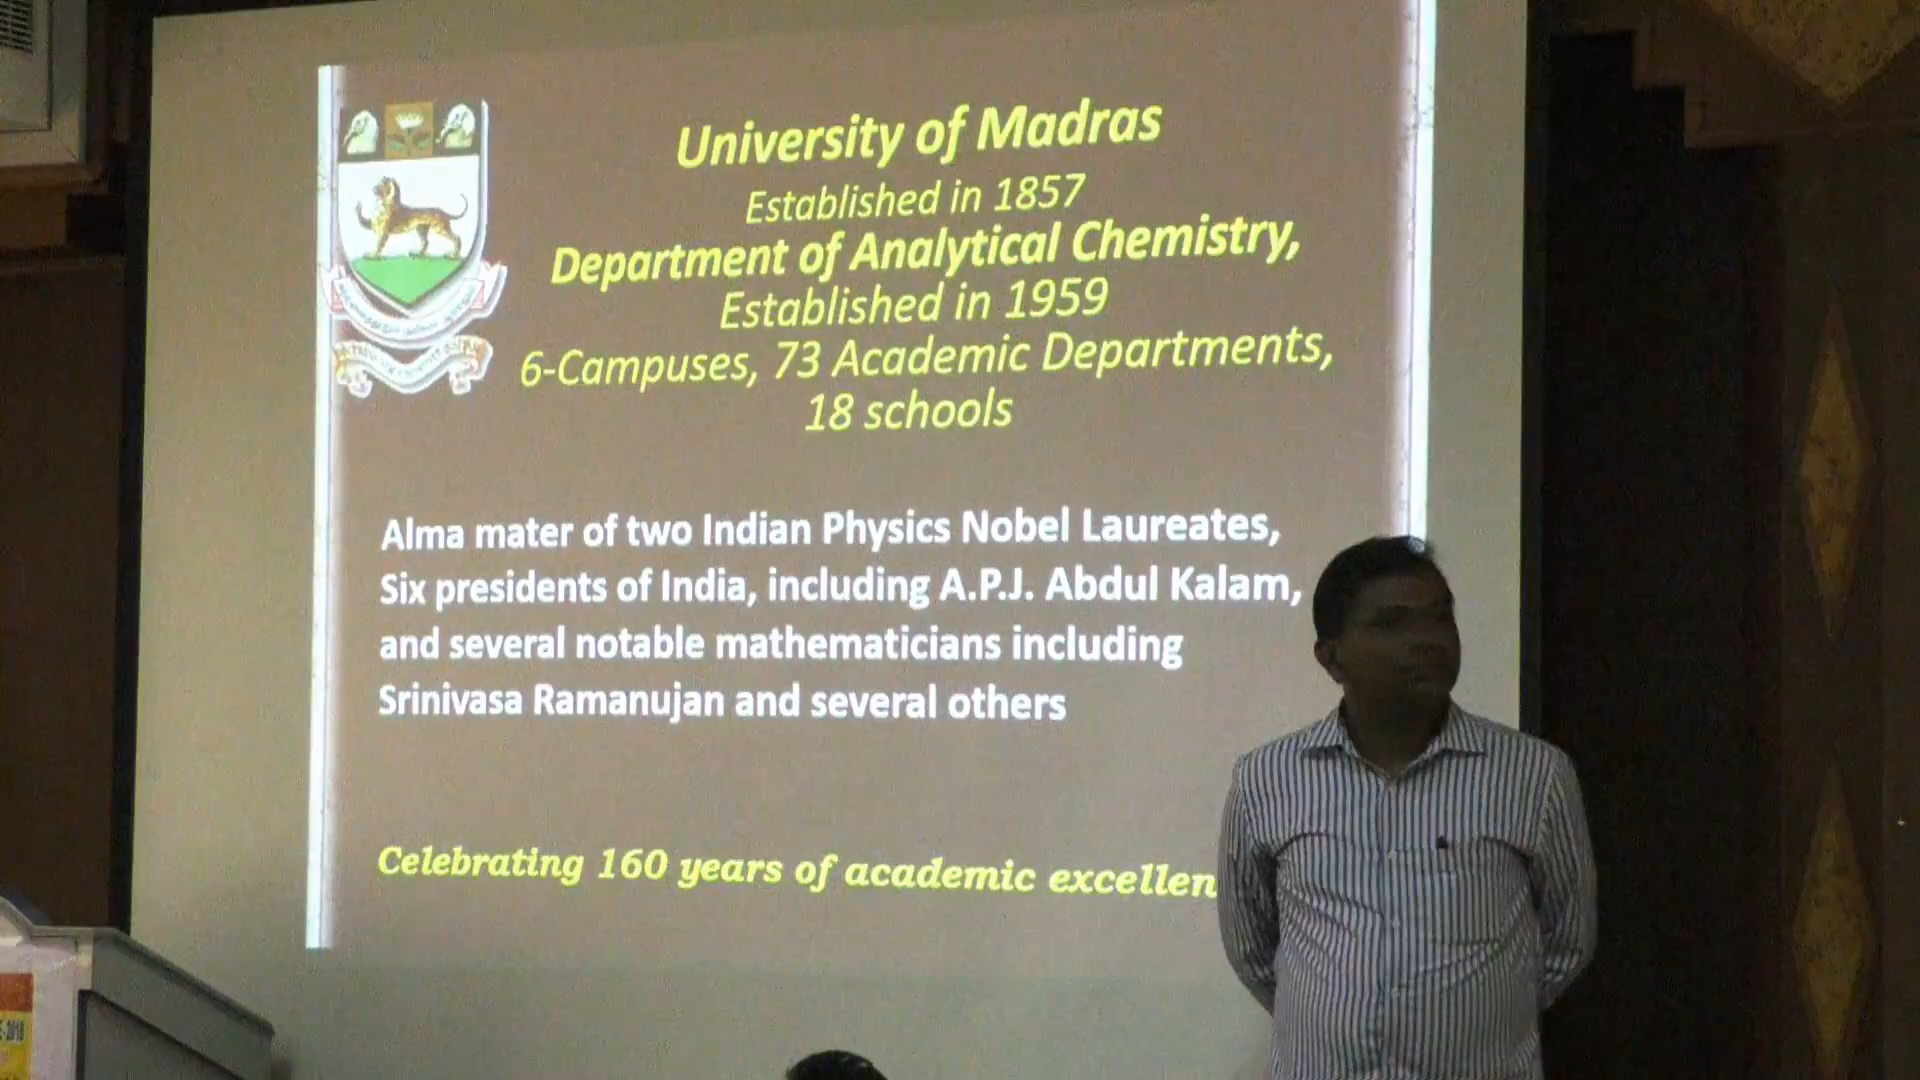 University of Madras
Established in 1857
Department of Analytical Chemistry,
Established in 1959
6-Campuses, 73 Academic Departments,
18 schools
Alma mater of two Indian Physics Nobel Laureates,
Six presidents of India, including A.P.J. Abdul Kalam,
and several notable mathematicians including
Srinivasa Ramanujan and several others
Celebrating 160 years of academic excellen